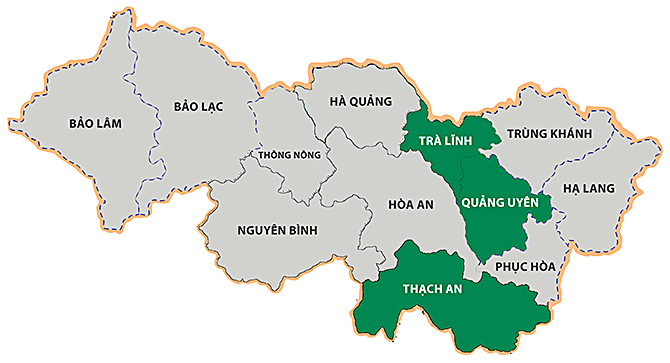 HÀ QUẢNG
BẢO LẠC
BẢO LÂM
TRÀ LĨNH
TRÙNG KHÁNH
THÔNG NÔNG
HẠ LANG
HÒA AN
QUẢNG UYÊN
NGUYÊN BÌNH
PHỤC HÒA
THẠCH AN